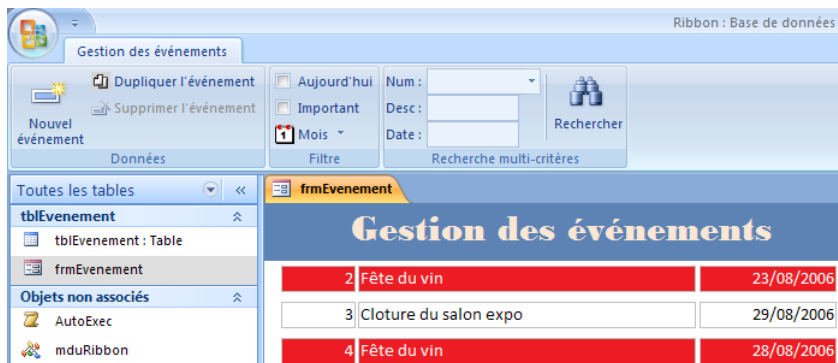 Ribbon : Base de données
Gestion des événements
Nouvel événement
Dupliquer l'événement
Supprimer l'événement
Données
Aujourd'hui
Important
1 Mois
Filtre
Num :
Desc :
Date :
Rechercher
Recherche multi-critères
Toutes les tables
tblEvenement
tblEvenement : Table
frmEvenement
Objets non associés
AutoExec
mduRibbon
frmEvenement
Gestion des événements
2 Fête du vin 23/08/2006
3 Cloture du salon expo 29/08/2006
4 Fête du vin 28/08/2006